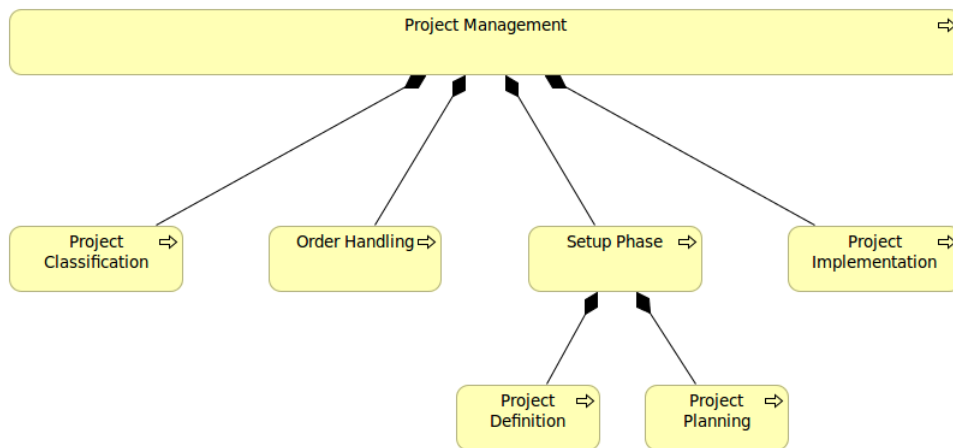 Project Management
Project
Classification
Order Handling
Setup Phase
Project
Implementation
Project
Definition
Project
Planning